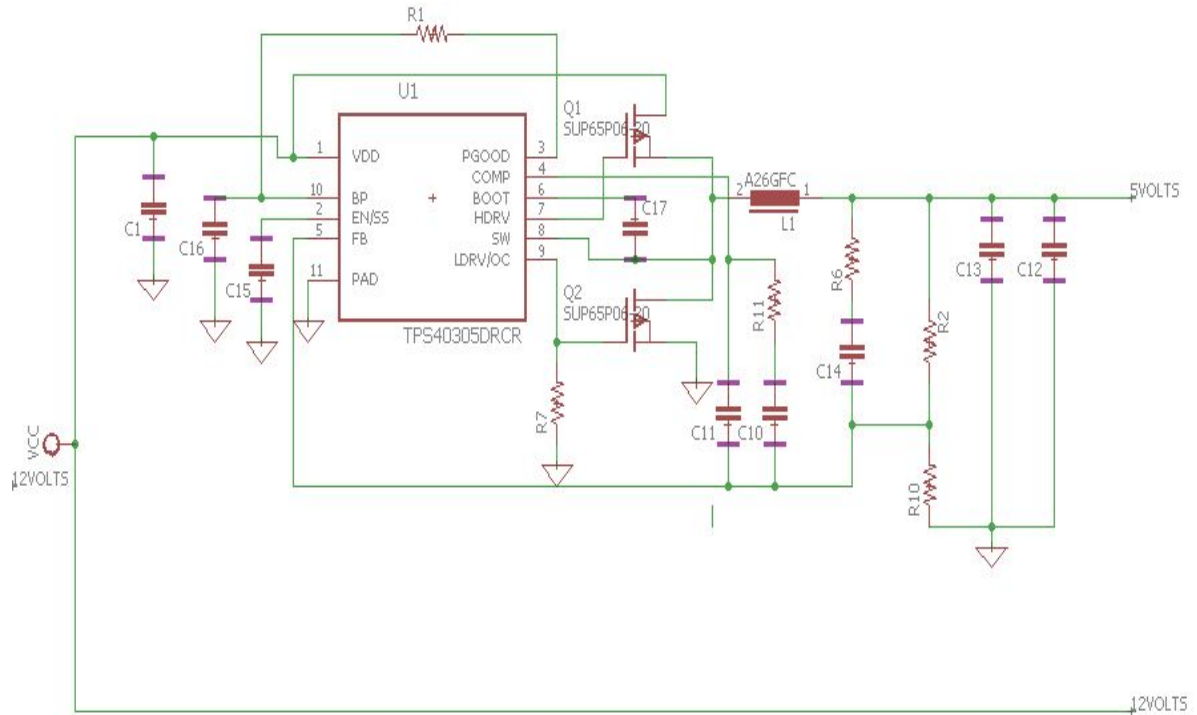 R1
U1
Q1
SUP65P06-20
1 VDD
PGOOD 3
COMP 4
10 BP
BOOT 6
2 EN/SS
HDRV 7
5 FB
SW 8
LDRV/OC 9
11 PAD
TPS40305DRCR
C1
C16
C15
C17
A26GFC
2
1
L1
5VOLTS
Q2
SUP65P06-20
R6
R11
R2
C13
C12
C14
R7
C11
C10
R10
VCC
12VOLTS
12VOLTS